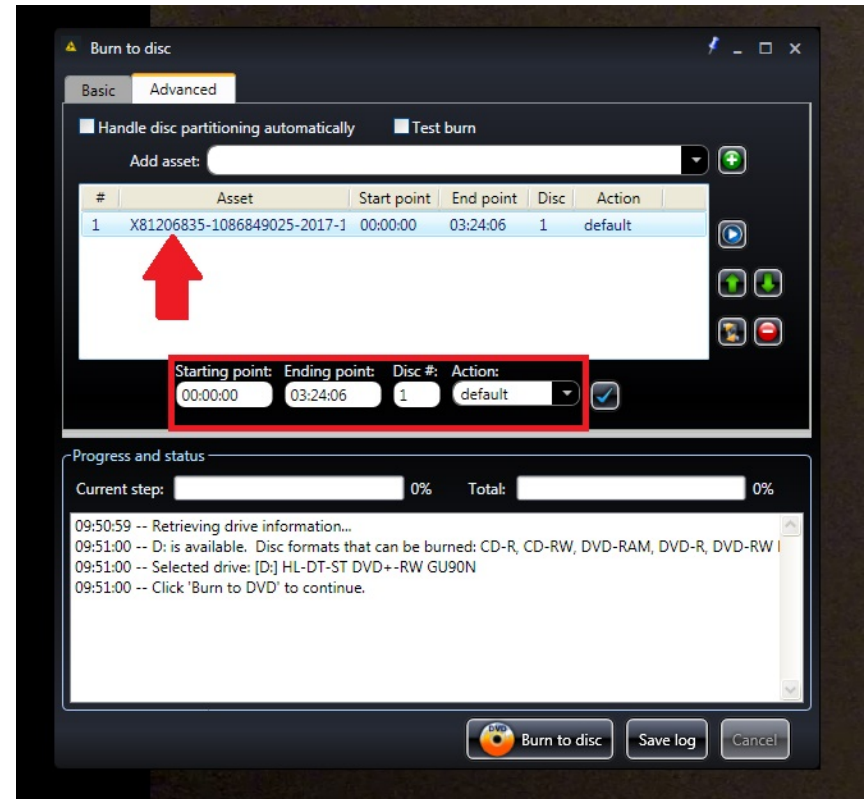 Burn to disc
Basic Advanced
Handle disc partitioning automatically Test burn
Add asset:
# Asset Start point End point Disc Action
1 X81206835-1086849025-2017-1 00:00:00 03:24:06 1 default
Starting point: Ending point: Disc #: Action:
00:00:00 03:24:06 1 default
Progress and status
Current step: 0% Total: 0%
09:50:59 -- Retrieving drive information...
09:51:00 -- D: is available. Disc formats that can be burned: CD-R, CD-RW, DVD-RAM, DVD-R, DVD-RW
09:51:00 -- Selected drive: [D:] HL-DT-ST DVD+-RW GU90N
09:51:00 -- Click 'Burn to DVD' to continue.
DVD Burn to disc Save log Cancel